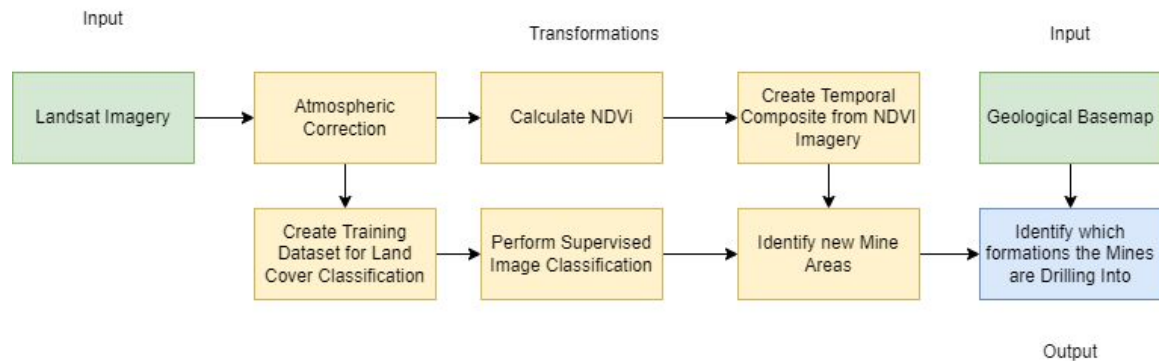 Input
Transformations
Input
Landsat Imagery
Atmospheric
Correction
Calculate NDVi
Create Temporal
Composite from NDVI
Imagery
Geological Basemap
Create Training
Dataset for Land
Cover Classification
Perform Supervised
Image Classification
Identify new Mine
Areas
Identify which
formations the Mines
are Drilling Into
Output